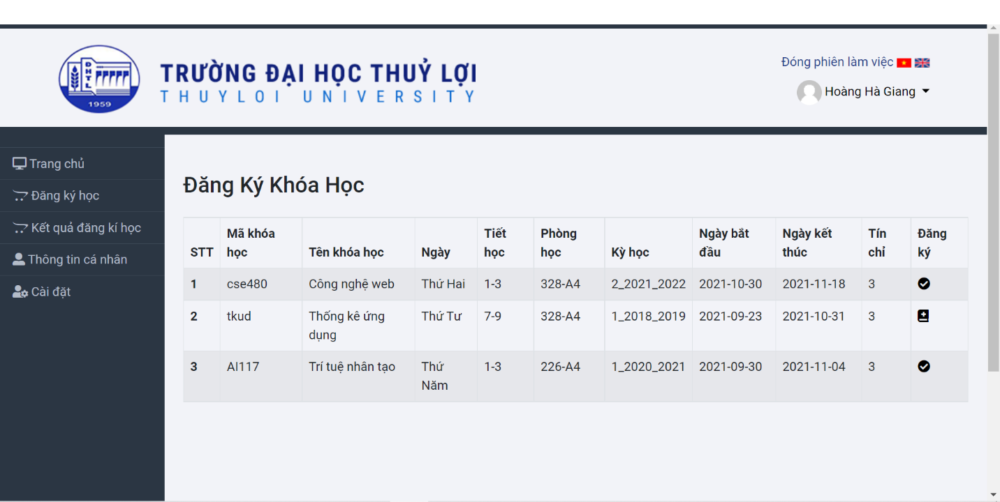 TRƯỜNG ĐẠI HỌC THUỶ LỢI
THUYLOI UNIVERSITY
ĐHTL
1959
Đóng phiên làm việc
Hoàng Hà Giang
Trang chủ
Đăng ký học
Kết quả đăng kí học
Thông tin cá nhân
Cài đặt
Đăng Ký Khóa Học
STT Mã khóa học Tên khóa học Ngày Tiết học Phòng học Kỳ học Ngày bắt đầu Ngày kết thúc Tín chỉ Đăng ký
1 cse480 Công nghệ web Thứ Hai 1-3 328-A4 2_2021_2022 2021-10-30 2021-11-18 3
2 tkud Thống kê ứng dụng Thứ Tư 7-9 328-A4 1_2018_2019 2021-09-23 2021-10-31 3
3 AI117 Trí tuệ nhân tạo Thứ Năm 1-3 226-A4 1_2020_2021 2021-09-30 2021-11-04 3